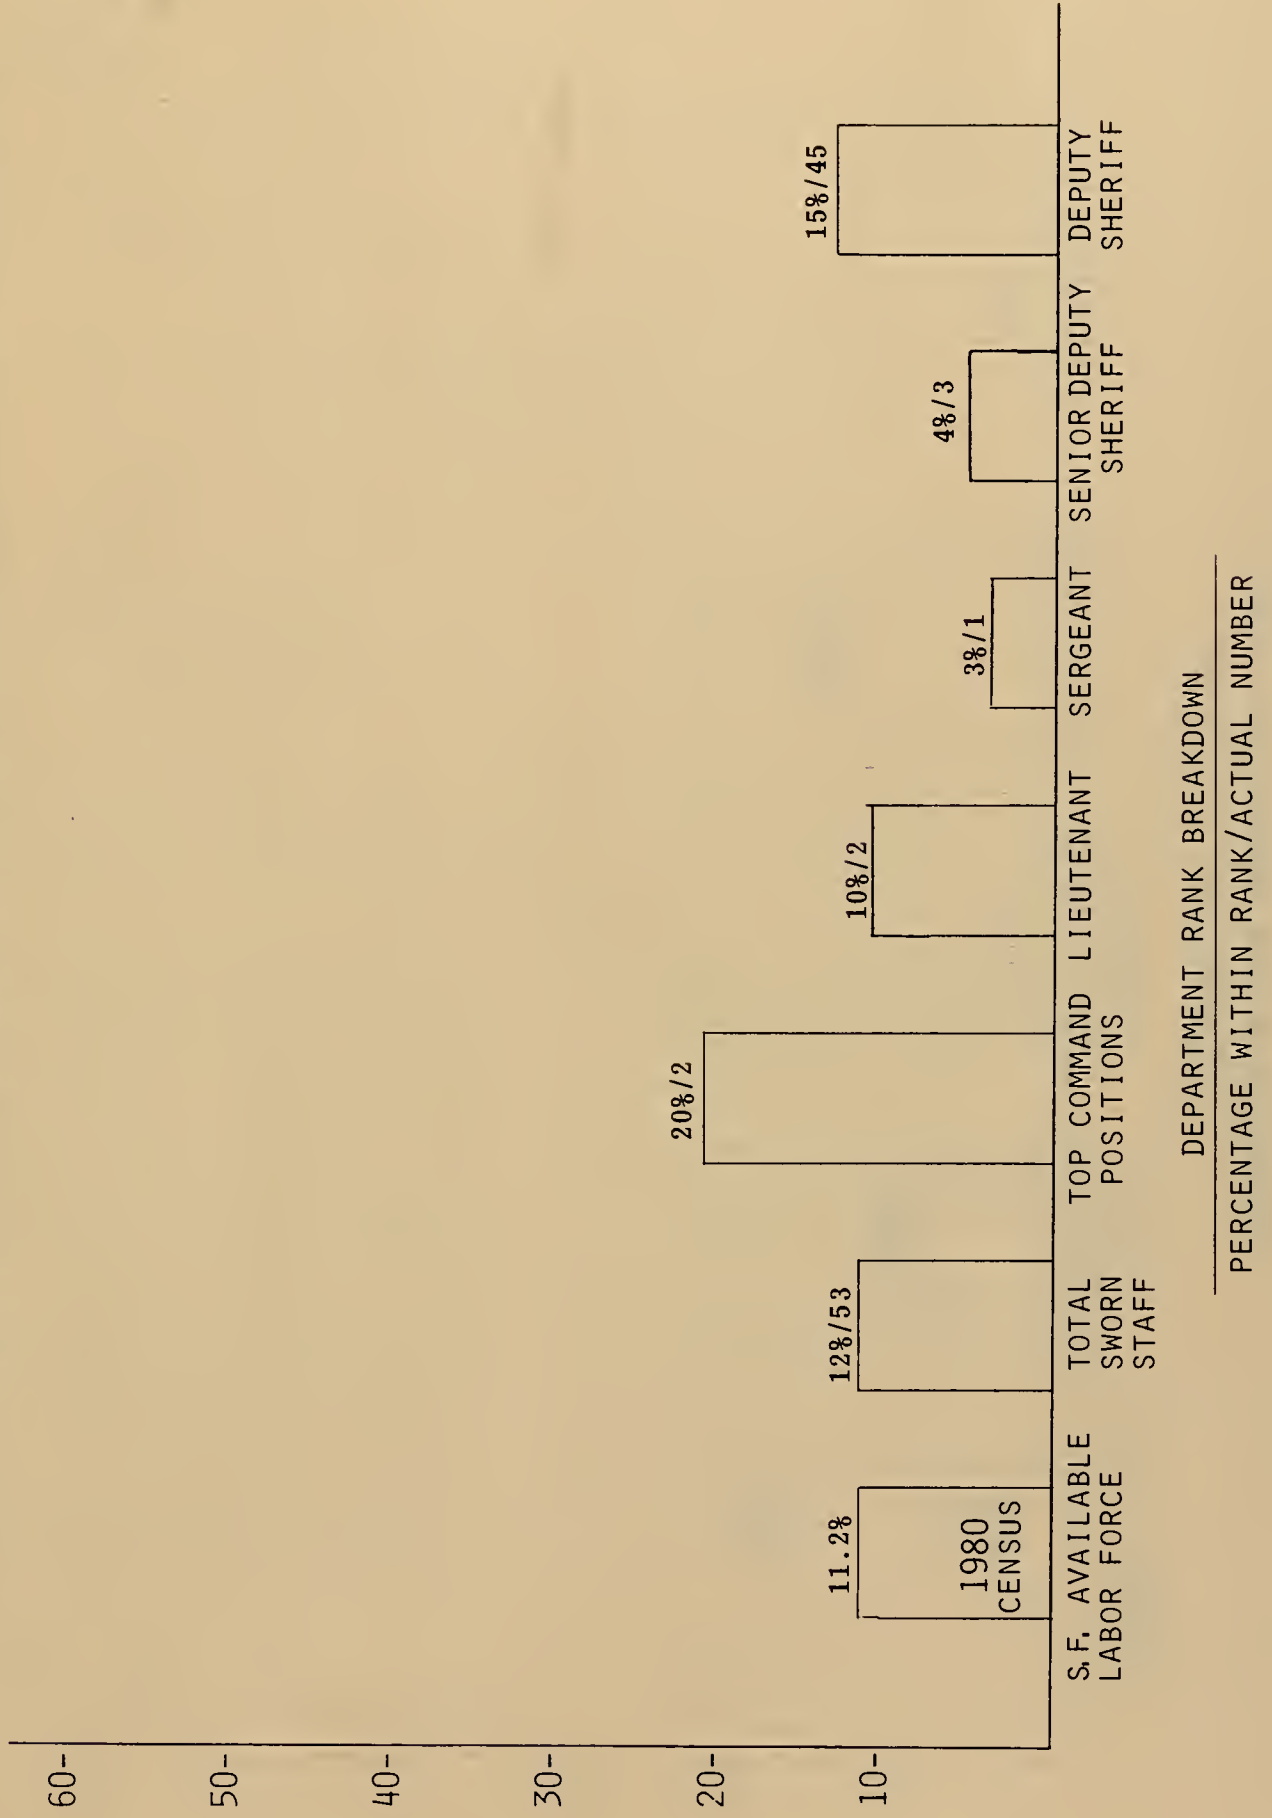 60-
50-
40-
30-
20-
10-
11.2%
12%/53
20%/2
10%/2
3%/1
4%/3
15%/45
1980
CENSUS
S.F. AVAILABLE
LABOR FORCE
TOTAL
SWORN
STAFF
TOP COMMAND
POSITIONS
LIEUTENANT
SERGEANT
SENIOR DEPUTY
SHERIFF
DEPUTY
SHERIFF
DEPARTMENT RANK BREAKDOWN
PERCENTAGE WITHIN RANK/ACTUAL NUMBER